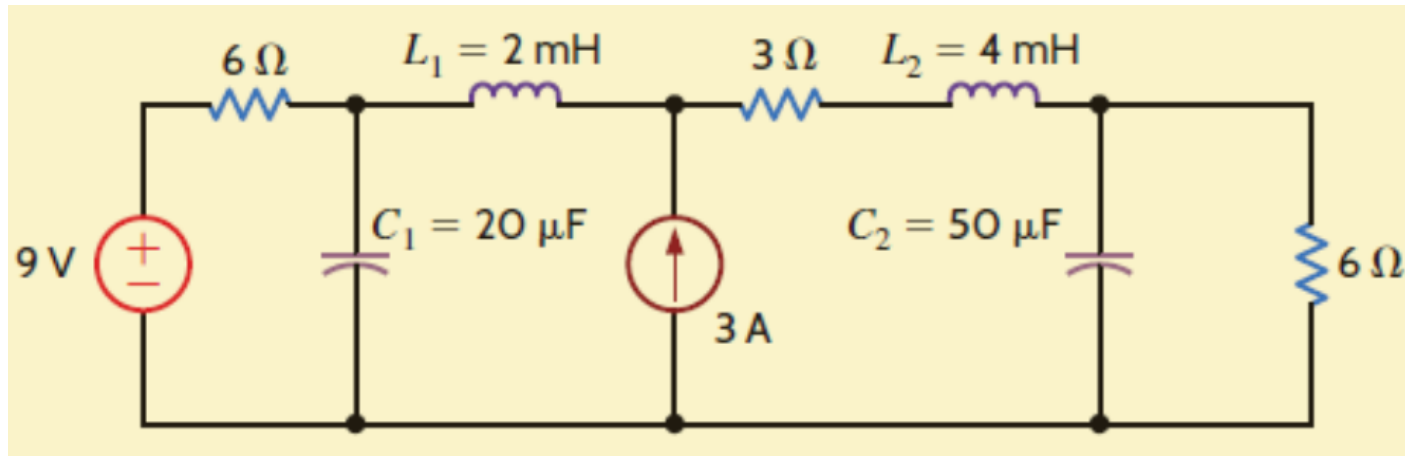 6 Ω
L₁ = 2 mH
3 Ω
L₂ = 4 mH
9 V
+
−
C₁ = 20 μF
3 A
C₂ = 50 μF
6 Ω